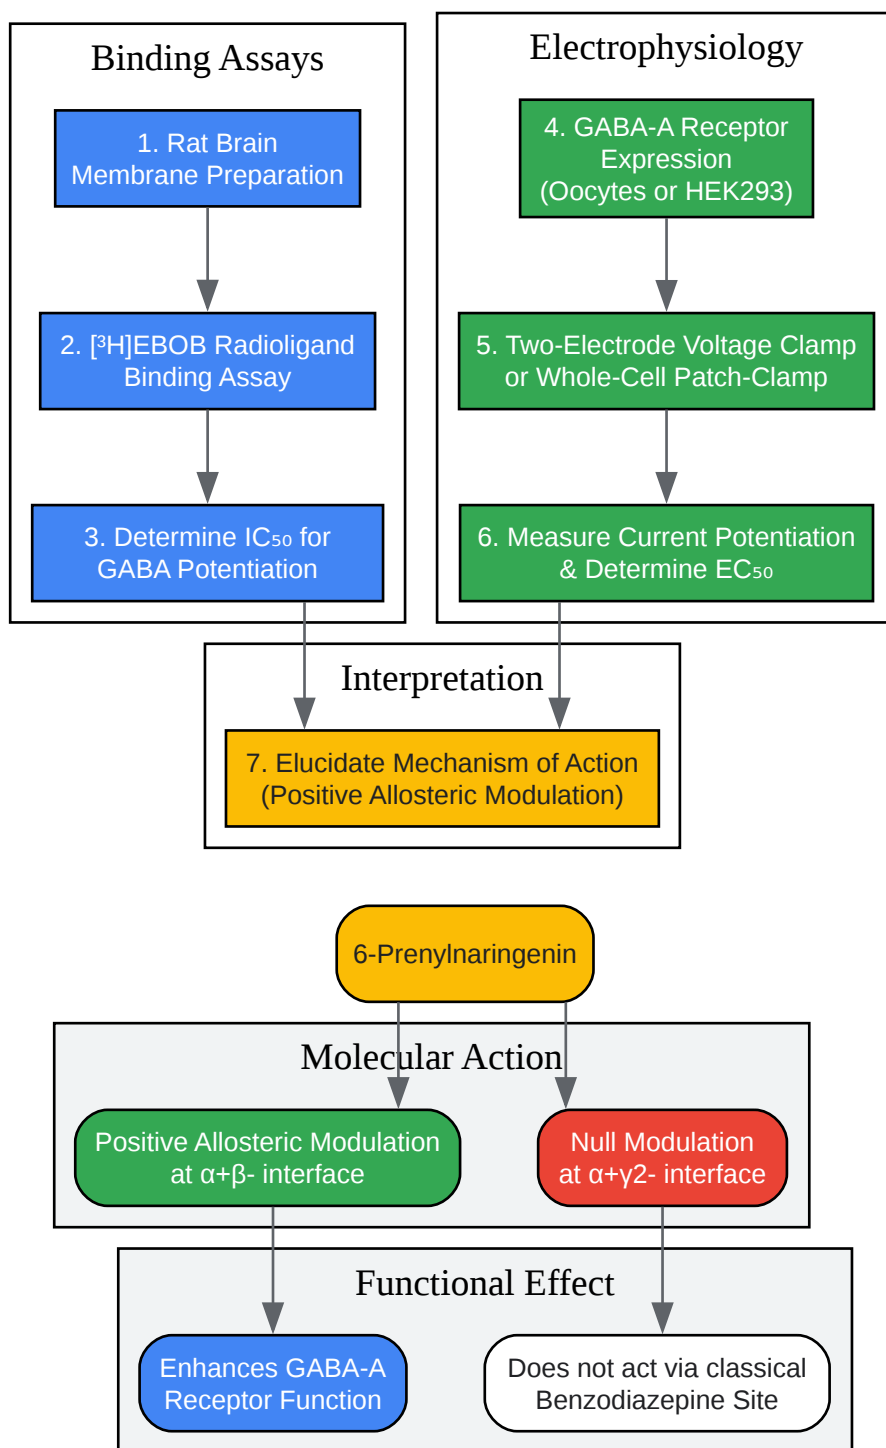 Binding Assays
1. Rat Brain
Membrane Preparation
2. [³H]EBOB Radioligand
Binding Assay
3. Determine IC₅₀ for
GABA Potentiation
Electrophysiology
4. GABA-A Receptor
Expression
(Oocytes or HEK293)
5. Two-Electrode Voltage Clamp
or Whole-Cell Patch-Clamp
6. Measure Current Potentiation
& Determine EC₅₀
Interpretation
7. Elucidate Mechanism of Action
(Positive Allosteric Modulation)
6-Prenylnaringenin
Molecular Action
Positive Allosteric Modulation
at α+β- interface
Null Modulation
at α+γ2- interface
Functional Effect
Enhances GABA-A
Receptor Function
Does not act via classical
Benzodiazepine Site